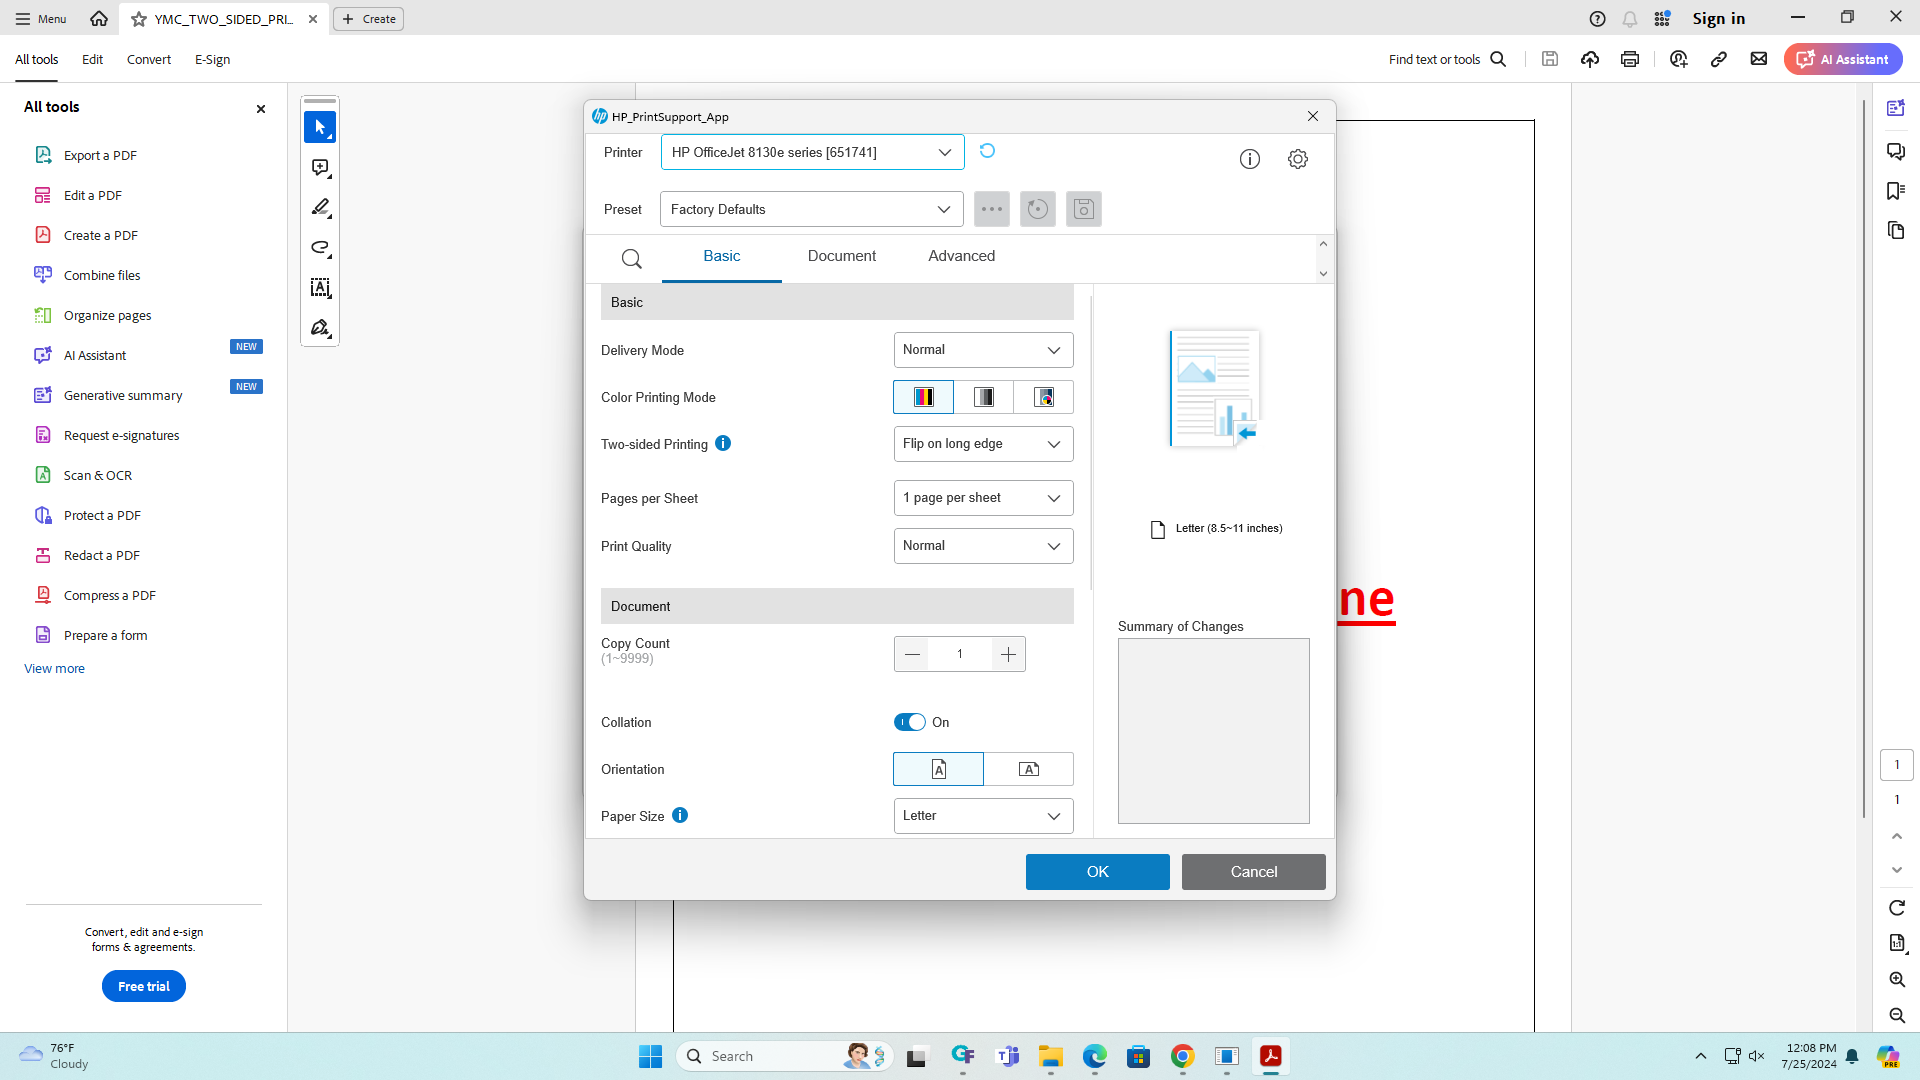 Menu
YMC_TWO_SIDED_PRI...
Create
Sign in
All tools
Edit
Convert
E-Sign
Find text or tools
AI Assistant
All tools
Export a PDF
Edit a PDF
Create a PDF
Combine files
Organize pages
AI Assistant
NEW
Generative summary
NEW
Request e-signatures
Scan & OCR
Protect a PDF
Redact a PDF
Compress a PDF
Prepare a form
View more
Convert, edit and e-sign
forms & agreements.
Free trial
HP_PrintSupport_App
Printer
HP OfficeJet 8130e series [651741]
Preset
Factory Defaults
Basic
Document
Advanced
Basic
Delivery Mode
Normal
Color Printing Mode
Two-sided Printing
Flip on long edge
Pages per Sheet
1 page per sheet
Print Quality
Normal
Document
Copy Count
(1~9999)
1
Collation
On
Orientation
Paper Size
Letter
Letter (8.5~11 inches)
Summary of Changes
OK
Cancel
ne
1
1
76°F
Cloudy
Search
12:08 PM
7/25/2024
PRE